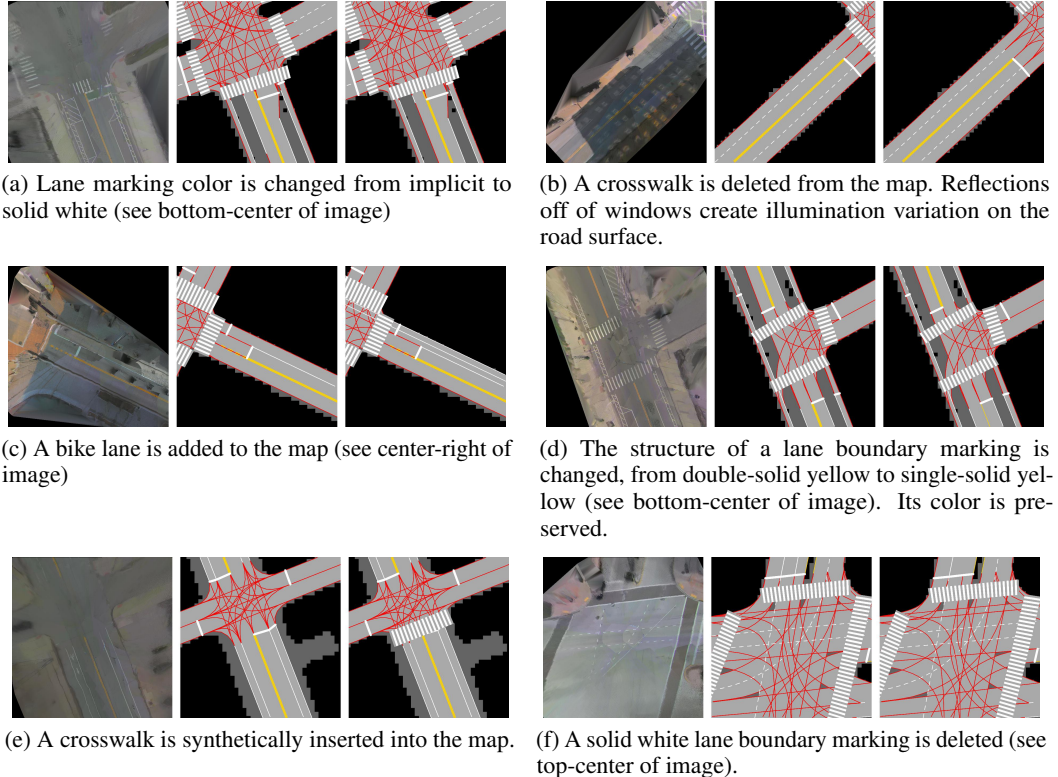 (a) Lane marking color is changed from implicit to
solid white (see bottom-center of image)
(b) A crosswalk is deleted from the map. Reflections
off of windows create illumination variation on the
road surface.
(c) A bike lane is added to the map (see center-right of
image)
(d) The structure of a lane boundary marking is
changed, from double-solid yellow to single-solid yel-
low (see bottom-center of image). Its color is pre-
served.
(e) A crosswalk is synthetically inserted into the map.
(f) A solid white lane boundary marking is deleted (see
top-center of image).